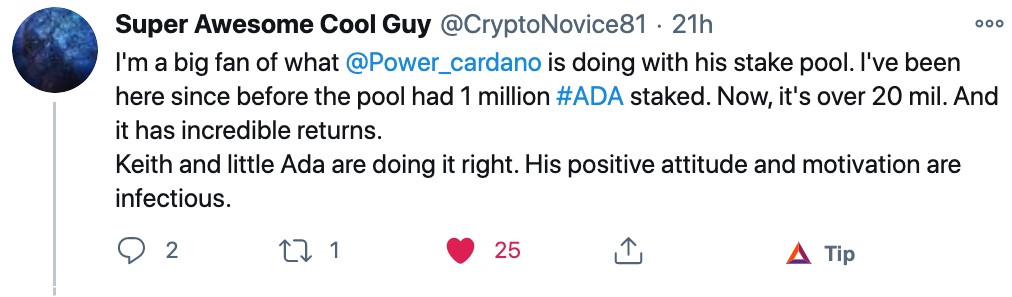 Super Awesome Cool Guy @CryptoNovice81 · 21h
I'm a big fan of what @Power_cardano is doing with his stake pool. I've been
here since before the pool had 1 million #ADA staked. Now, it's over 20 mil. And
it has incredible returns.
Keith and little Ada are doing it right. His positive attitude and motivation are
infectious.
2 1 25 Tip